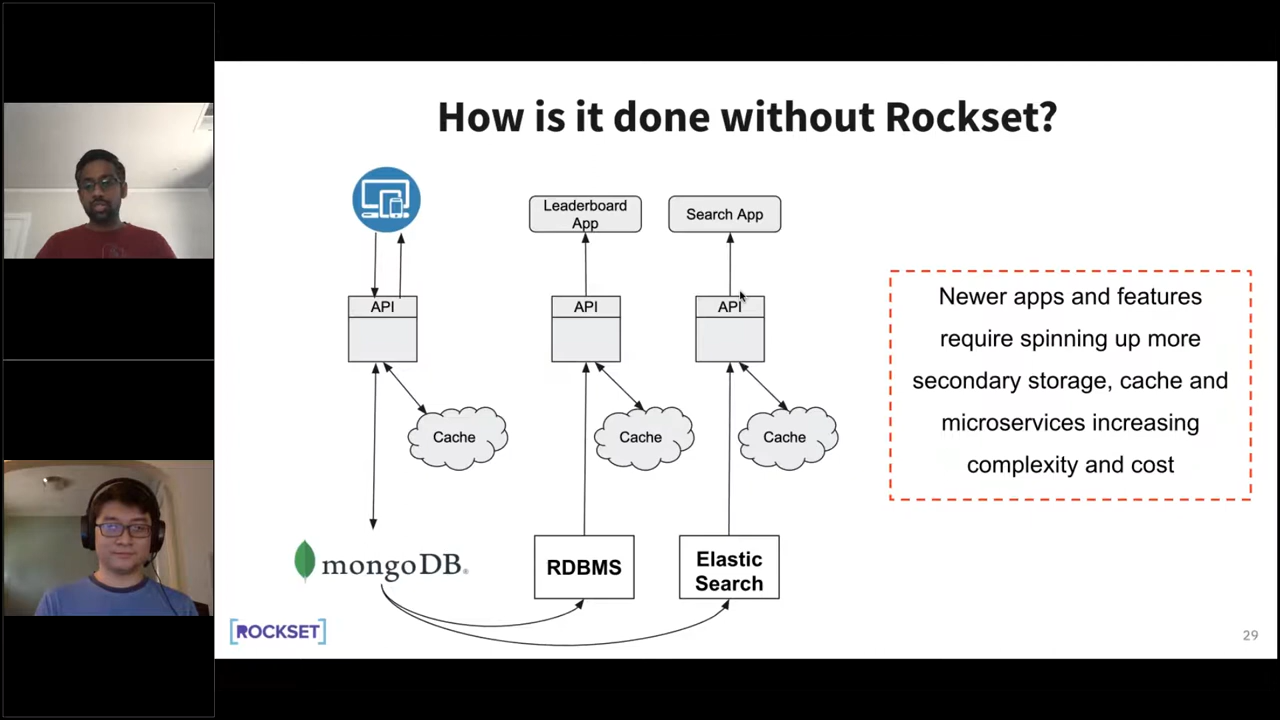 How is it done without Rockset?
Leaderboard
App
Search App
API
API
API
Cache
Cache
Cache
Newer apps and features
require spinning up more
secondary storage, cache and
microservices increasing
complexity and cost
mongoDB®
RDBMS
Elastic
Search
[ROCKSET]
29